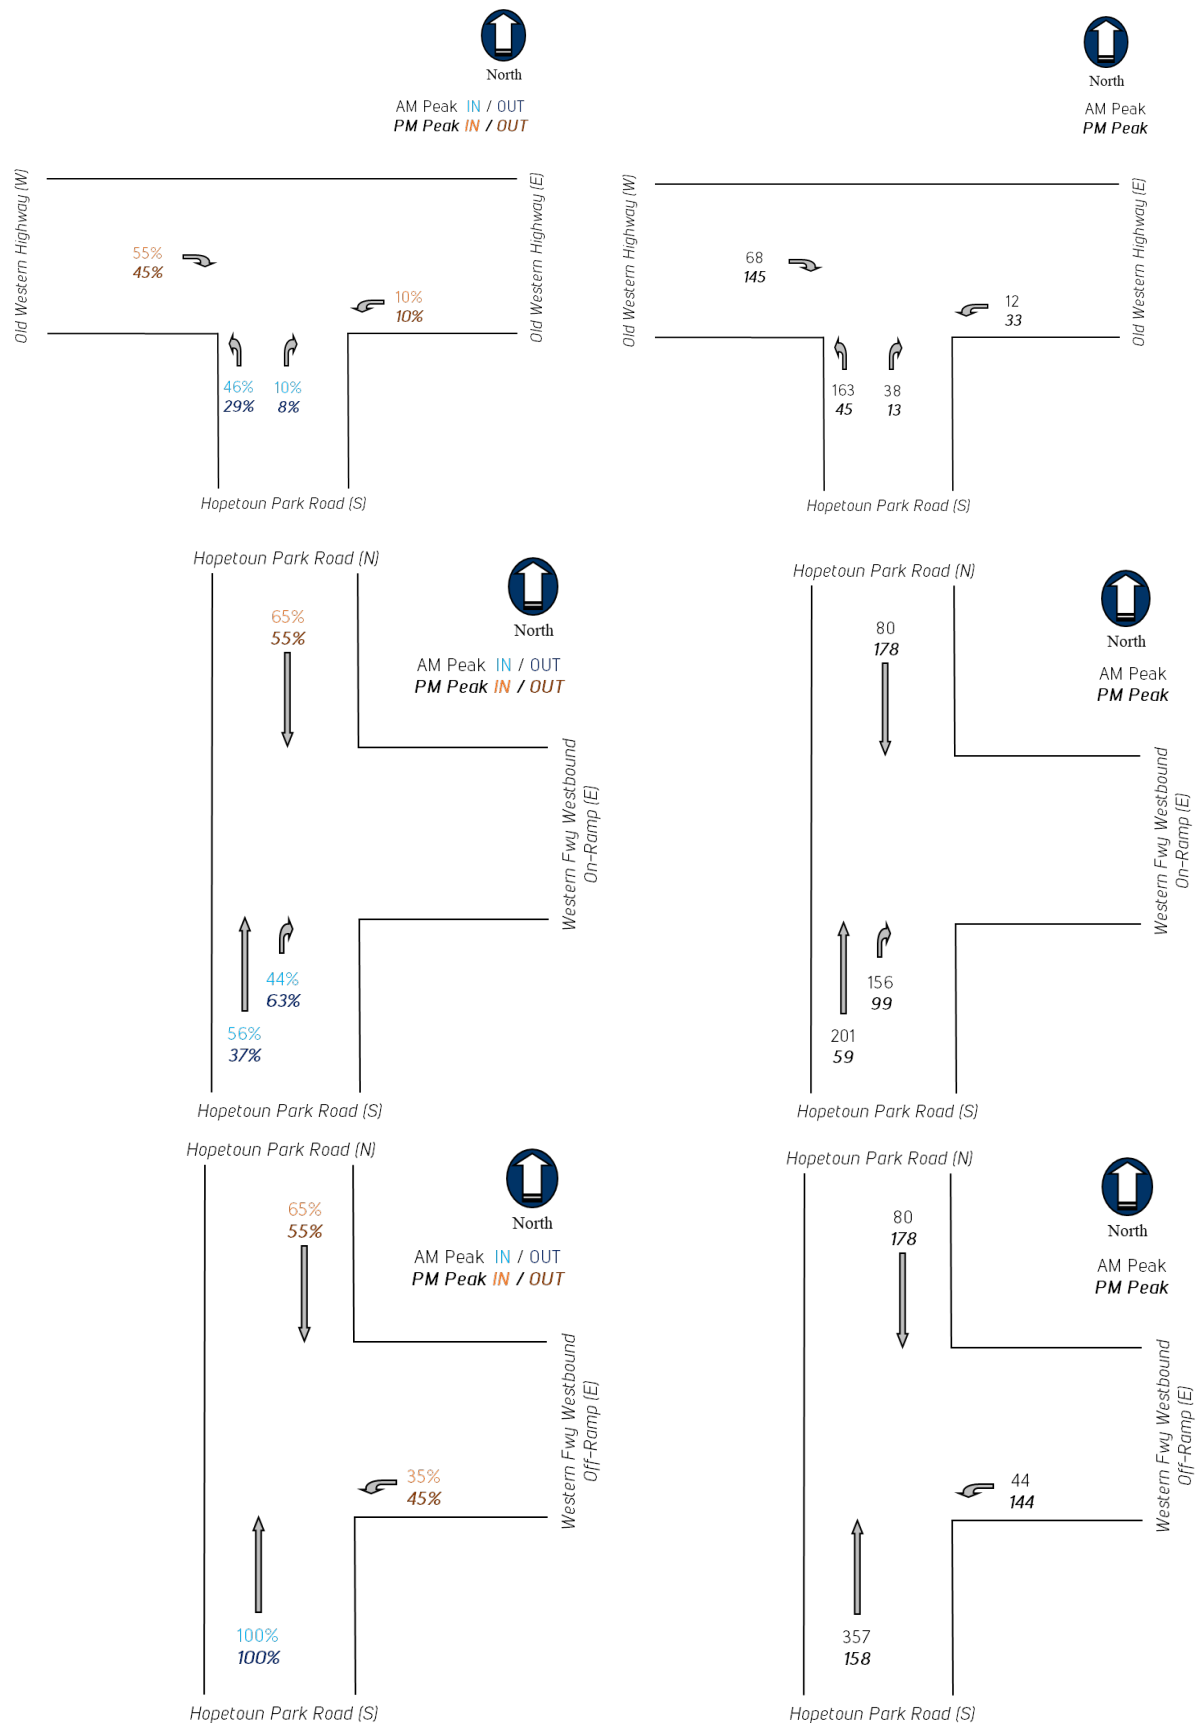 North
AM Peak IN / OUT
PM Peak IN / OUT
Old Western Highway (W)
Old Western Highway (E)
55%
45%
10%
10%
46%
29%
10%
8%
Hopetoun Park Road (S)
North
AM Peak
PM Peak
Old Western Highway (W)
Old Western Highway (E)
68
145
12
33
163
45
38
13
Hopetoun Park Road (S)
Hopetoun Park Road (N)
North
AM Peak IN / OUT
PM Peak IN / OUT
65%
55%
Western Fwy Westbound
On-Ramp (E)
44%
63%
56%
37%
Hopetoun Park Road (S)
Hopetoun Park Road (N)
North
AM Peak
PM Peak
80
178
Western Fwy Westbound
On-Ramp (E)
156
99
201
59
Hopetoun Park Road (S)
Hopetoun Park Road (N)
North
AM Peak IN / OUT
PM Peak IN / OUT
65%
55%
Western Fwy Westbound
Off-Ramp (E)
35%
45%
100%
100%
Hopetoun Park Road (S)
Hopetoun Park Road (N)
North
AM Peak
PM Peak
80
178
Western Fwy Westbound
Off-Ramp (E)
44
144
357
158
Hopetoun Park Road (S)